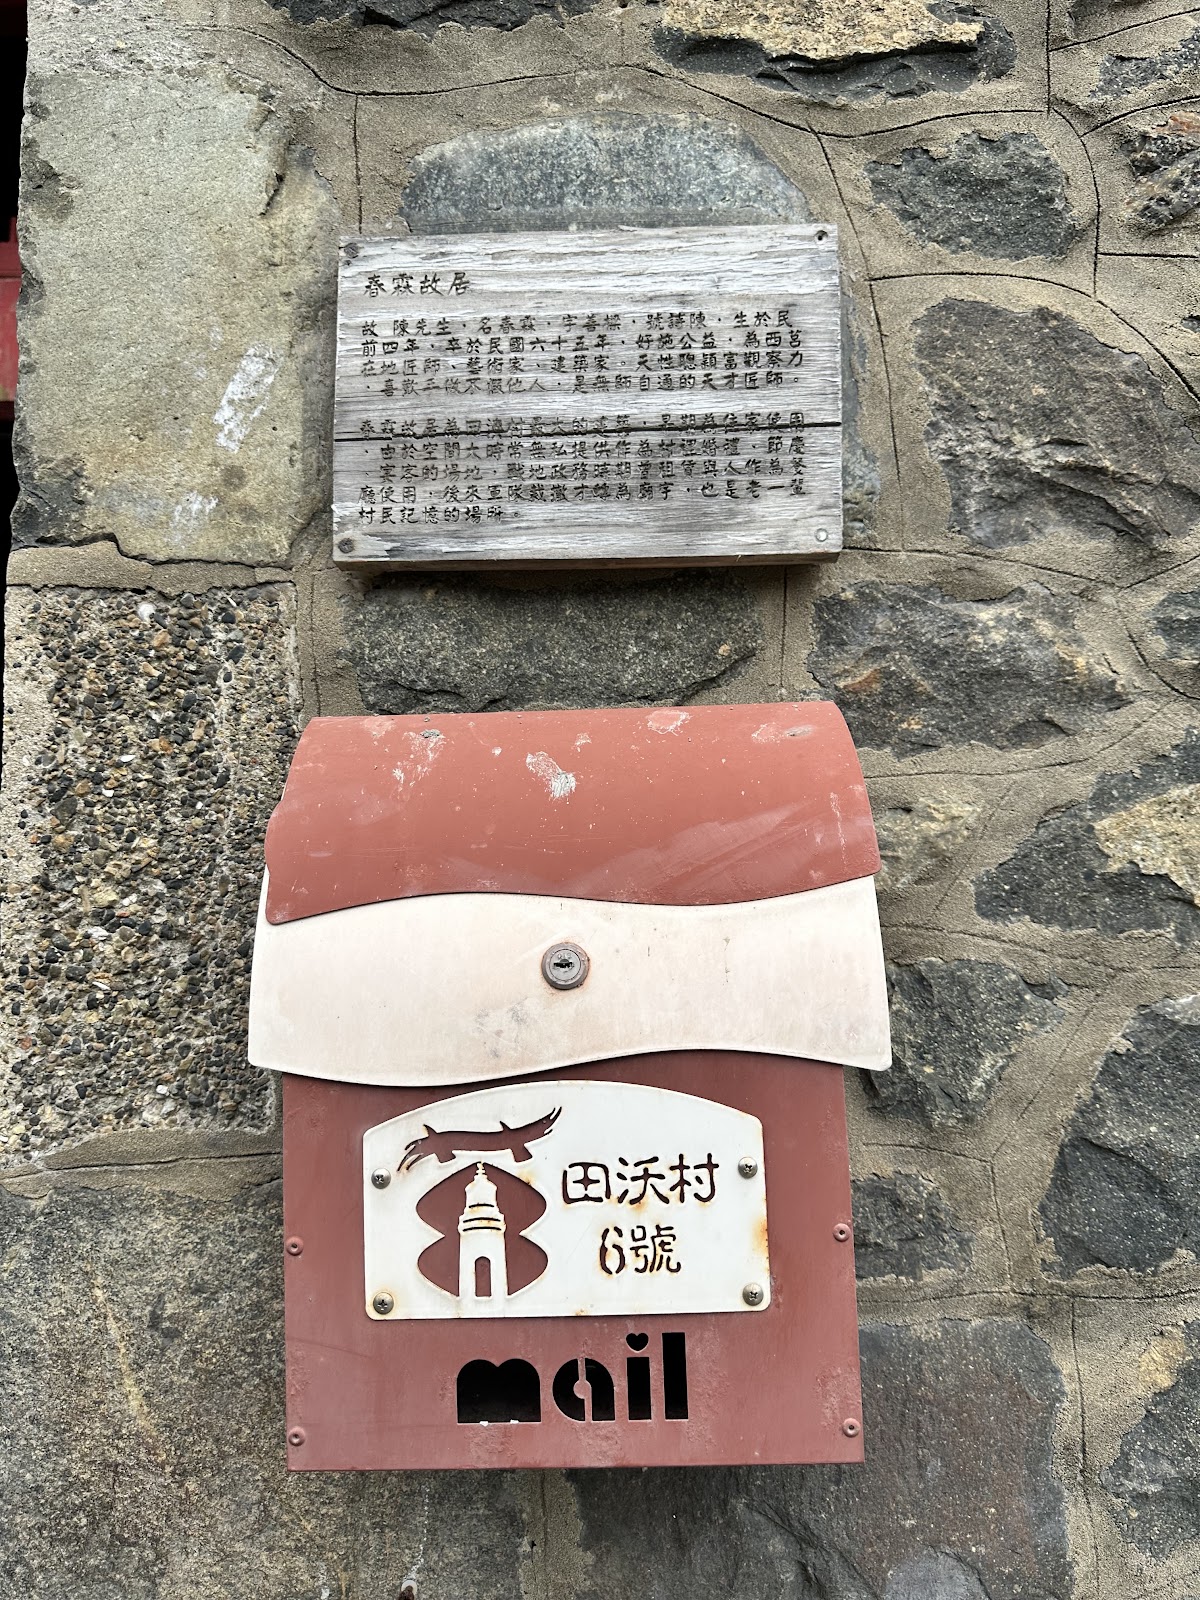 春霖故居
故 陳先生，名春霖，字善樑，號詩陳，生於民
前四年，卒於民國六十五年，好施公益，為西莒
在地匠師、藝術家、建築家。天性聰穎富觀察力
，喜歡手做不假他人，是無師自通的天才匠師。
春霖故居為田澳村最大的建築，早期為住家使用
，由於空間大時常無私提供作為村裡婚禮、節慶
、宴客的場地，戰地政務時期曾租賃與人作為餐
廳使用，後來軍隊裁撤才轉為廟宇，也是老一輩
村民記憶的場所。
田沃村
6號
mail